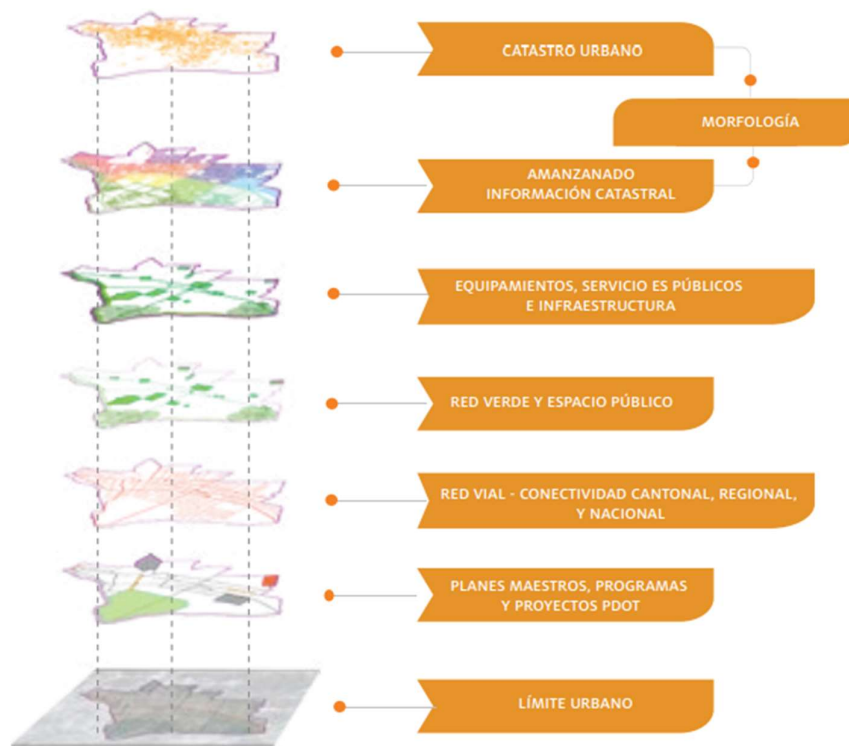 CATASTRO URBANO
MORFOLOGÍA
AMANZANADO
INFORMACIÓN CATASTRAL
EQUIPAMIENTOS, SERVICIO ES PÚBLICOS
E INFRAESTRUCTURA
RED VERDE Y ESPACIO PÚBLICO
RED VIAL - CONECTIVIDAD CANTONAL, REGIONAL,
Y NACIONAL
PLANES MAESTROS, PROGRAMAS
Y PROYECTOS PDOT
LÍMITE URBANO